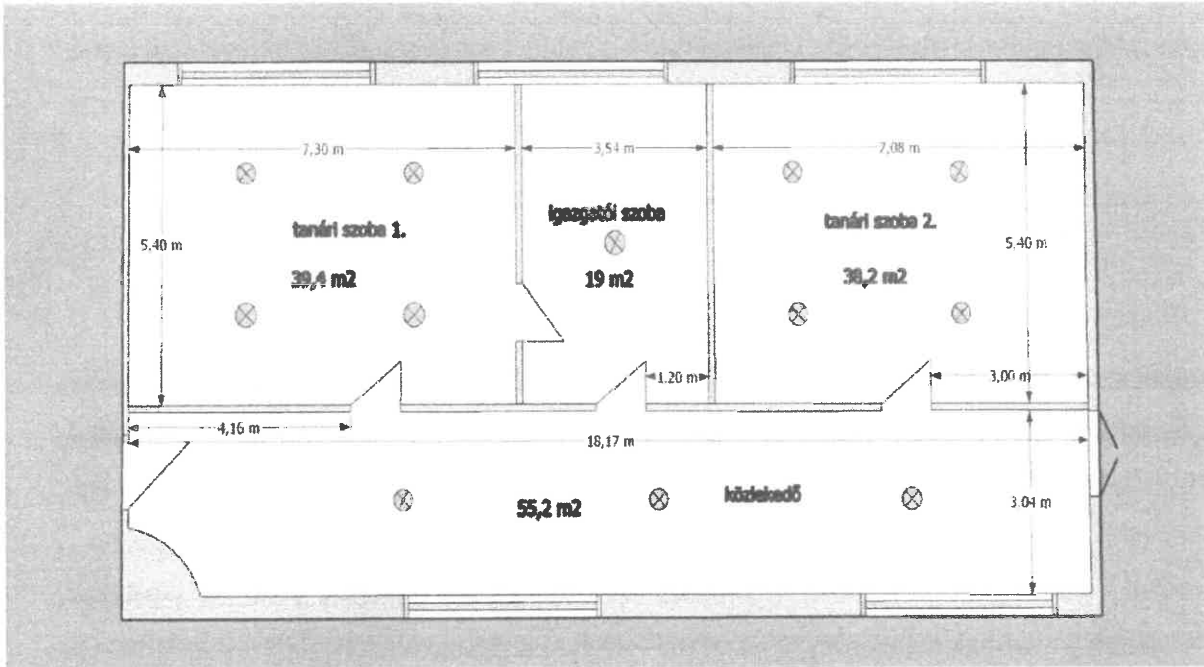 7,30 m
3,54 m
7,08 m
tanári szoba 1.
igazgatói szoba
tanári szoba 2.
5,40 m
5,40 m
39,4 m2
19 m2
38,2 m2
1.20 m
3,00 m
4,16 m
18,17 m
55,2 m2
közlekedő
3.04 m